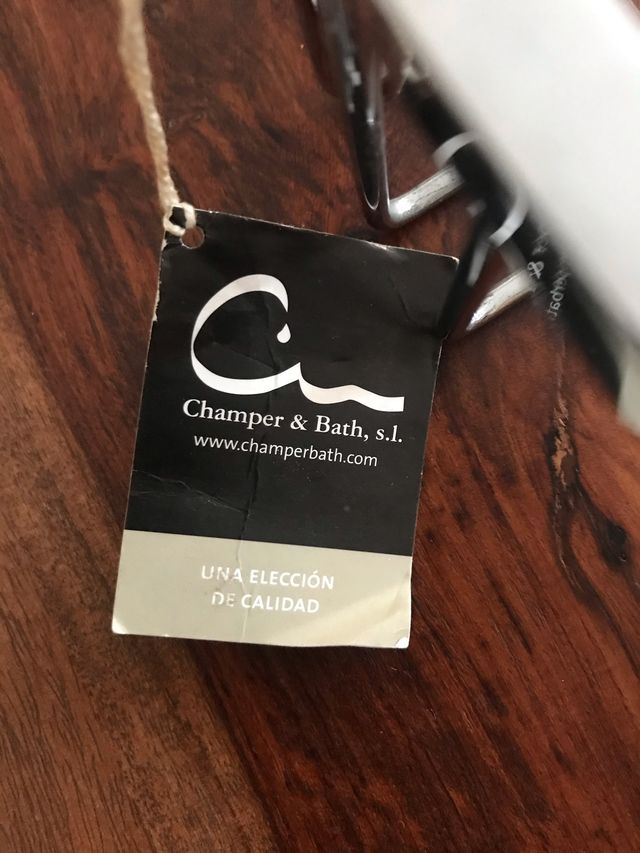 Champer & Bath, s.l.
www.champerbath.com
UNA ELECCIÓN
DE CALIDAD